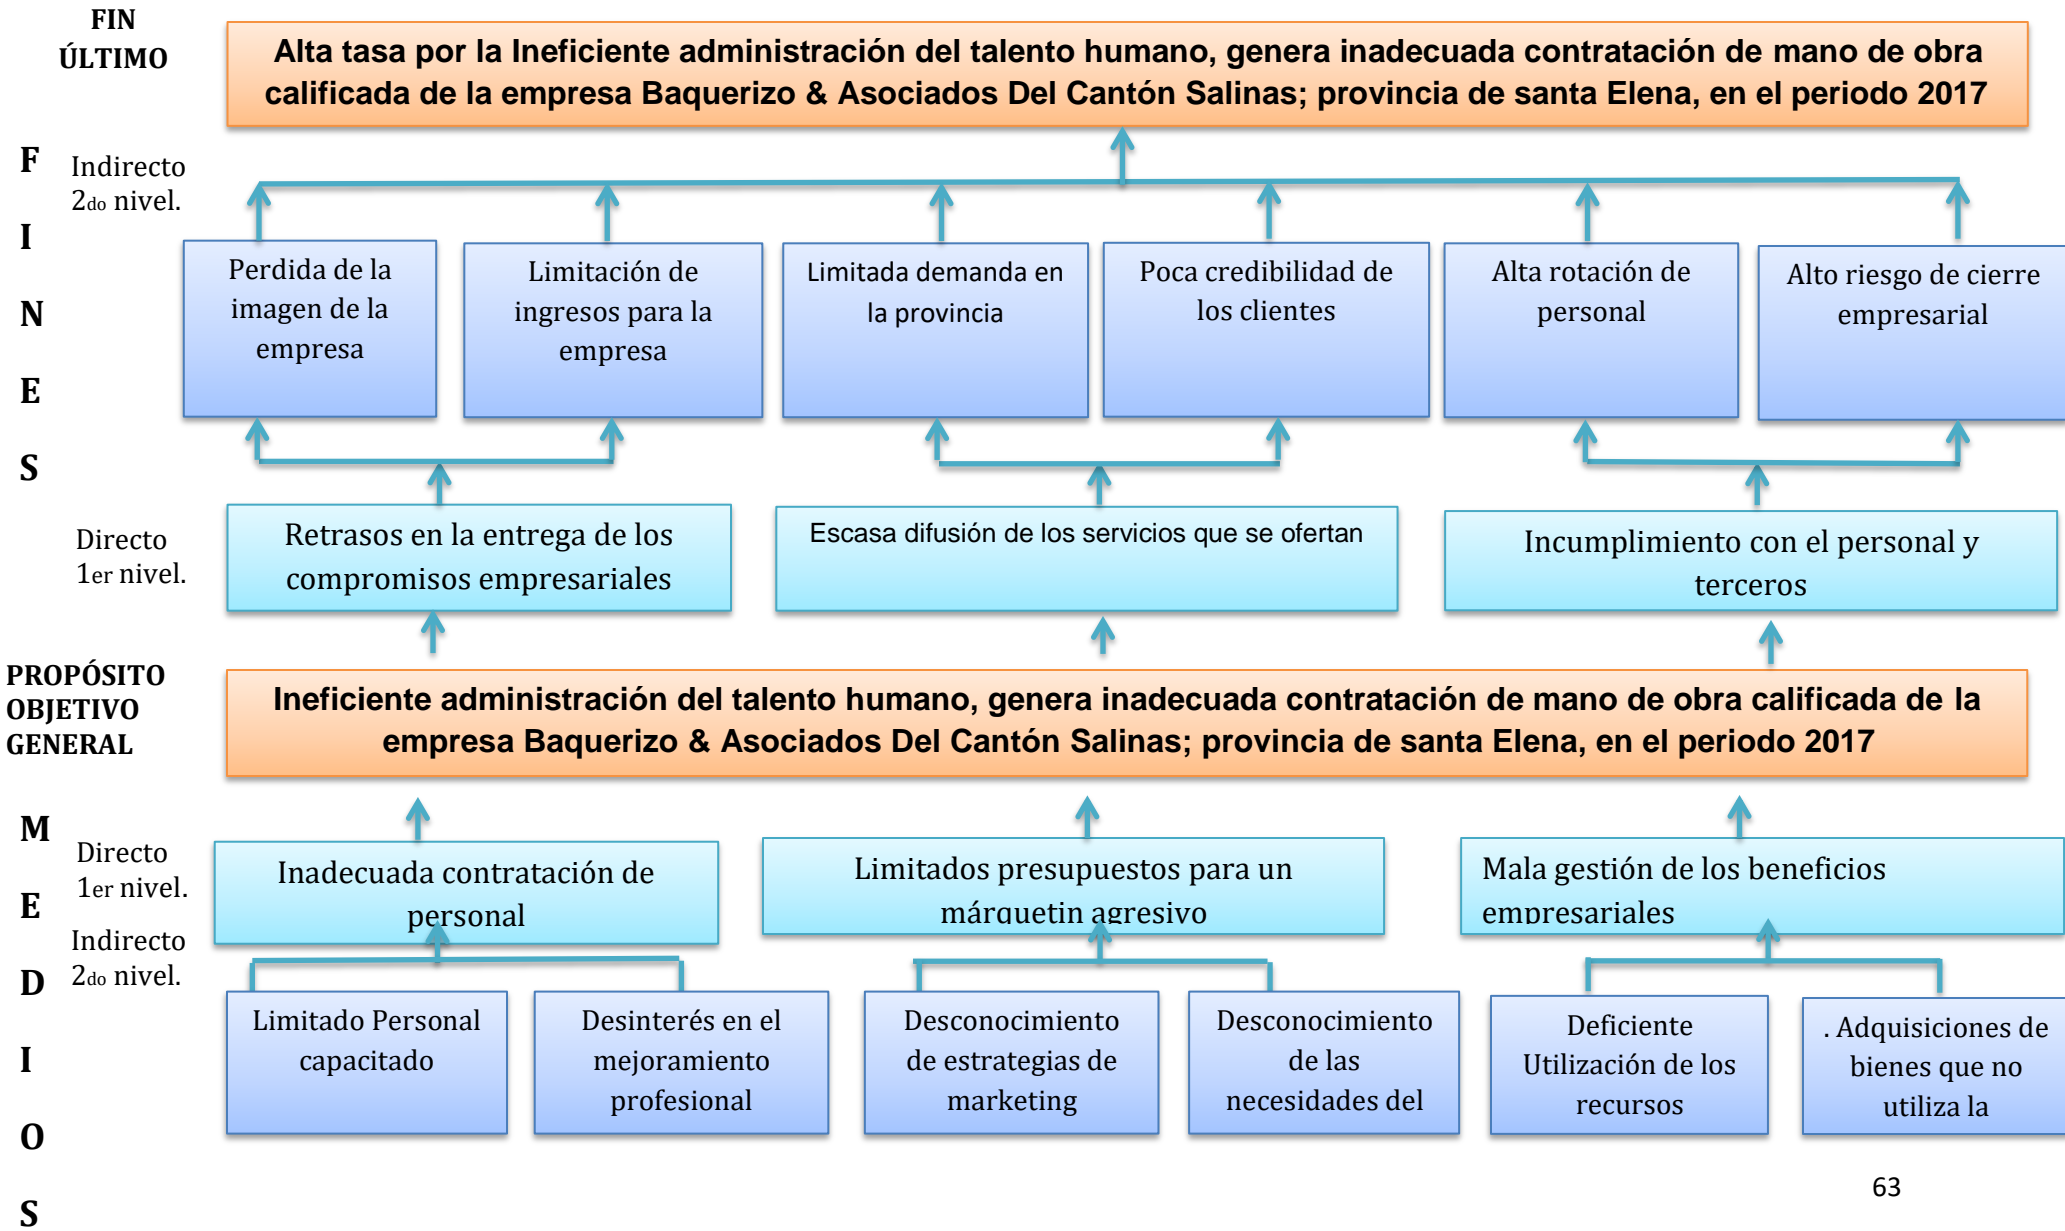 FIN
ÚLTIMO
Alta tasa por la Ineficiente administración del talento humano, genera inadecuada contratación de mano de obra
calificada de la empresa Baquerizo & Asociados Del Cantón Salinas; provincia de santa Elena, en el periodo 2017
F
I
N
E
S
Indirecto
2do nivel.
Perdida de la
imagen de la
empresa
Limitación de
ingresos para la
empresa
Limitada demanda en
la provincia
Poca credibilidad de
los clientes
Alta rotación de
personal
Alto riesgo de cierre
empresarial
Directo
1er nivel.
Retrasos en la entrega de los
compromisos empresariales
Escasa difusión de los servicios que se ofertan
Incumplimiento con el personal y
terceros
PROPÓSITO
OBJETIVO
GENERAL
Ineficiente administración del talento humano, genera inadecuada contratación de mano de obra calificada de la
empresa Baquerizo & Asociados Del Cantón Salinas; provincia de santa Elena, en el periodo 2017
M
E
D
I
O
S
Directo
1er nivel.
Inadecuada contratación de
personal
Limitados presupuestos para un
márquetin agresivo
Mala gestión de los beneficios
empresariales
Indirecto
2do nivel.
Limitado Personal
capacitado
Desinterés en el
mejoramiento
profesional
Desconocimiento
de estrategias de
marketing
Desconocimiento
de las
necesidades del
Deficiente
Utilización de los
recursos
. Adquisiciones de
bienes que no
utiliza la
63